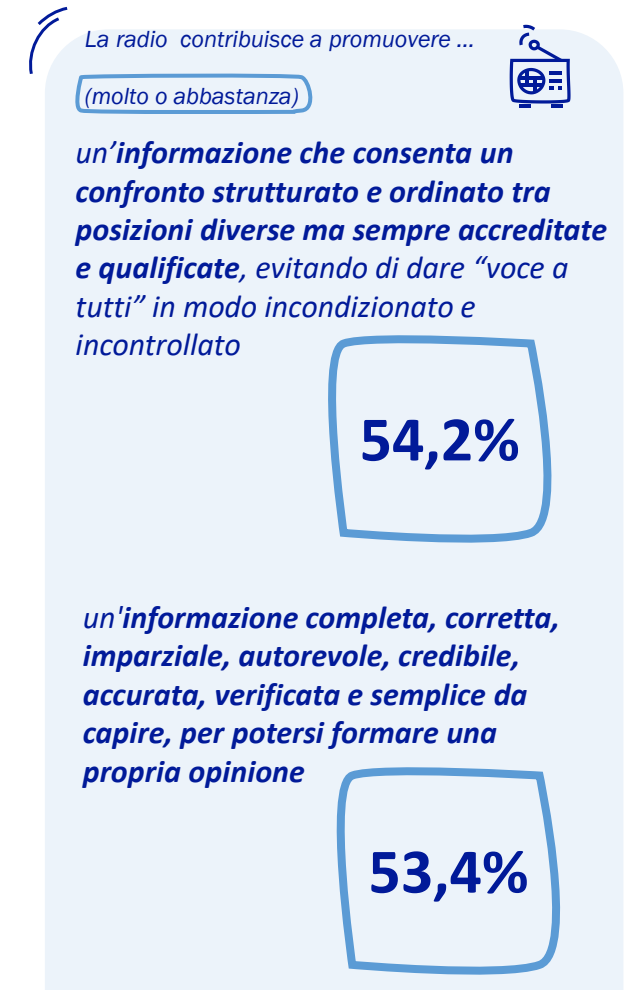 La radio contribuisce a promuovere ...
(molto o abbastanza)
un’informazione che consenta un
confronto strutturato e ordinato tra
posizioni diverse ma sempre accreditate
e qualificate, evitando di dare “voce a
tutti” in modo incondizionato e
incontrollato
54,2%
un'informazione completa, corretta,
imparziale, autorevole, credibile,
accurata, verificata e semplice da
capire, per potersi formare una
propria opinione
53,4%